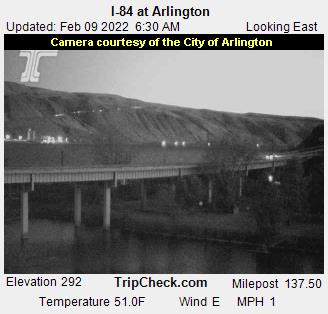 I-84 at Arlington
Updated: Feb 09 2022 6:30 AM Looking East
Camera courtesy of the City of Arlington
Elevation 292 TripCheck.com Milepost 137.50
Temperature 51.0F Wind E MPH 1